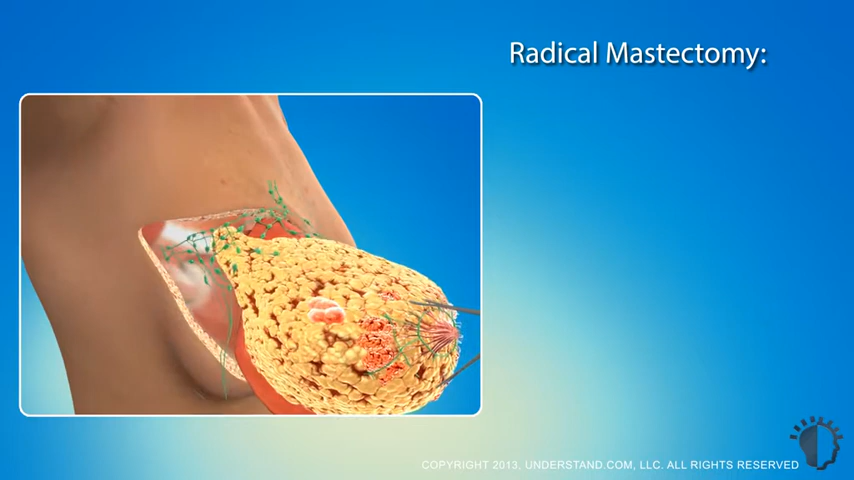 Radical Mastectomy:
COPYRIGHT 2013. UNDERSTAND.COM, LLC. ALL RIGHTS RESERVED